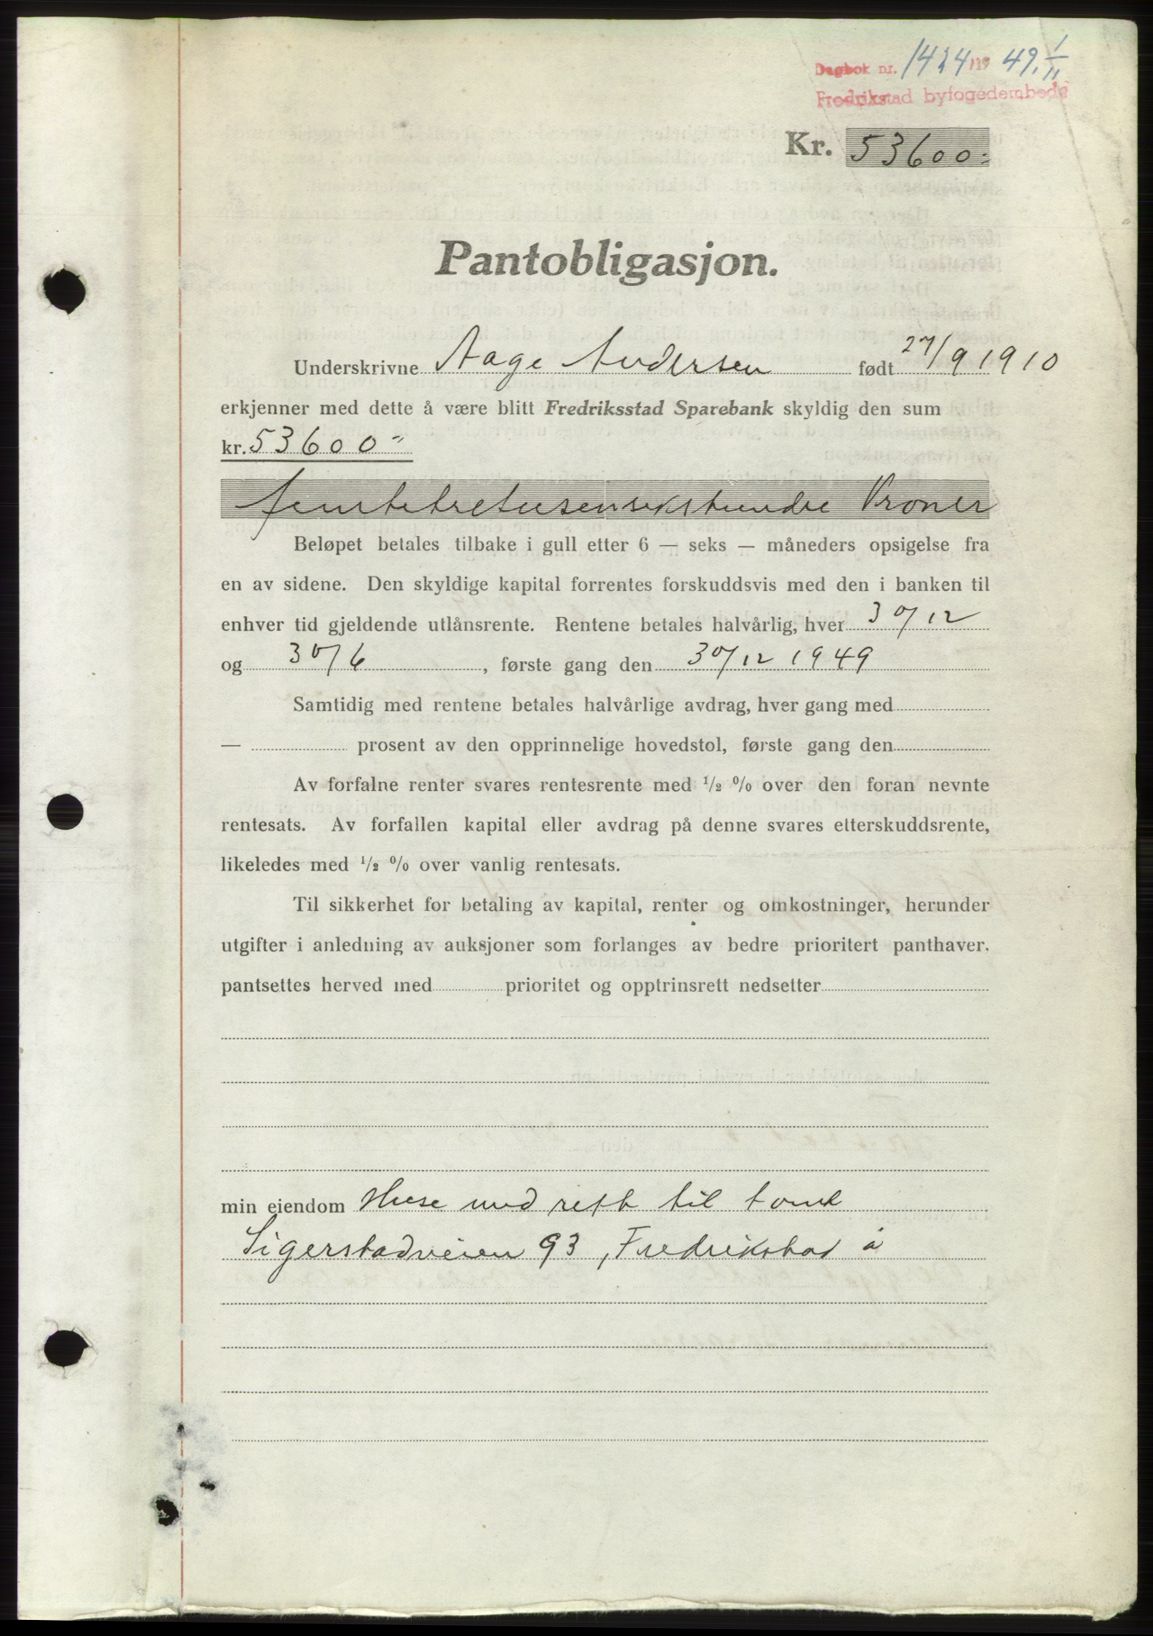 Dagbok nr. 1424 19 49. 1/11
Fredrikstad byfogedembede
Kr. 53600:
Pantobligasjon.
Underskrivne Aage Andersen født 27/9 1910
erkjenner med dette å være blitt Fredriksstad Sparebank skyldig den sum
kr. 53600-
femtitretusensekshundre Kroner
Beløpet betales tilbake i gull etter 6 — seks — måneders opsigelse fra
en av sidene. Den skyldige kapital forrentes forskuddsvis med den i banken til
enhver tid gjeldende utlånsrente. Rentene betales halvårlig, hver 30/12
og 30/6, første gang den 30/12 1949
Samtidig med rentene betales halvårlige avdrag, hver gang med
— prosent av den opprinnelige hovedstol, første gang den
Av forfalne renter svares rentesrente med 1/2 % over den foran nevnte
rentesats. Av forfallen kapital eller avdrag på denne svares etterskuddsrente,
likeledes med 1/2 % over vanlig rentesats.
Til sikkerhet for betaling av kapital, renter og omkostninger, herunder
utgifter i anledning av auksjoner som forlanges av bedre prioritert panthaver.
pantsettes herved med prioritet og opptrinsrett nedsetter
min eiendom Huse med rett til tomt
Sigerstadveien 93, Fredrikstad å